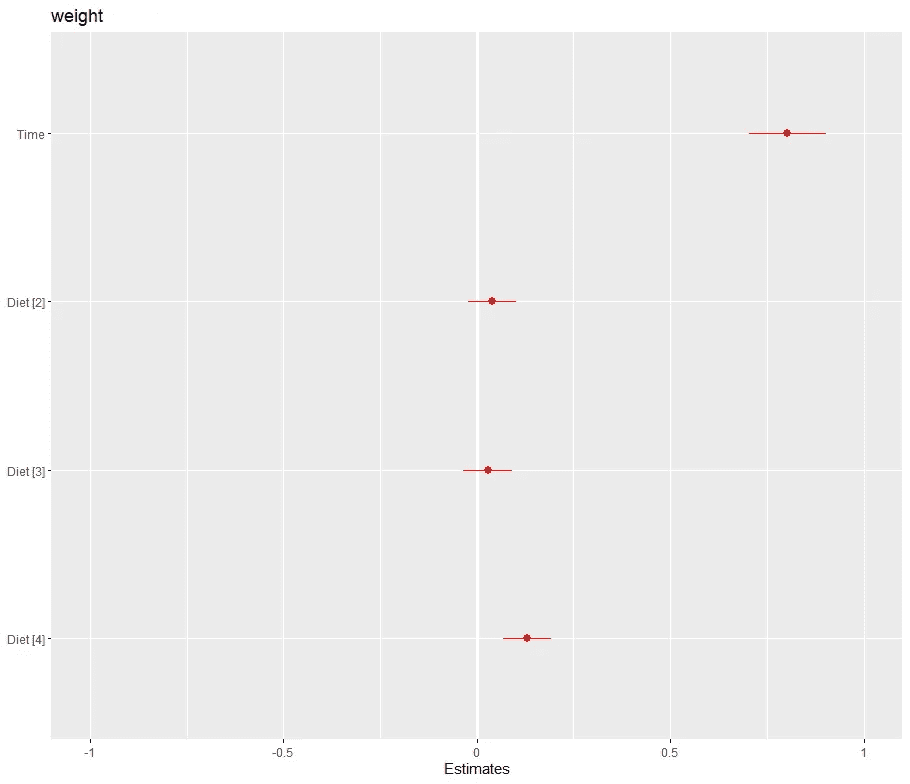 weight
Time
Diet [2]
Diet [3]
Diet [4]
-1
-0.5
0
0.5
1
Estimates